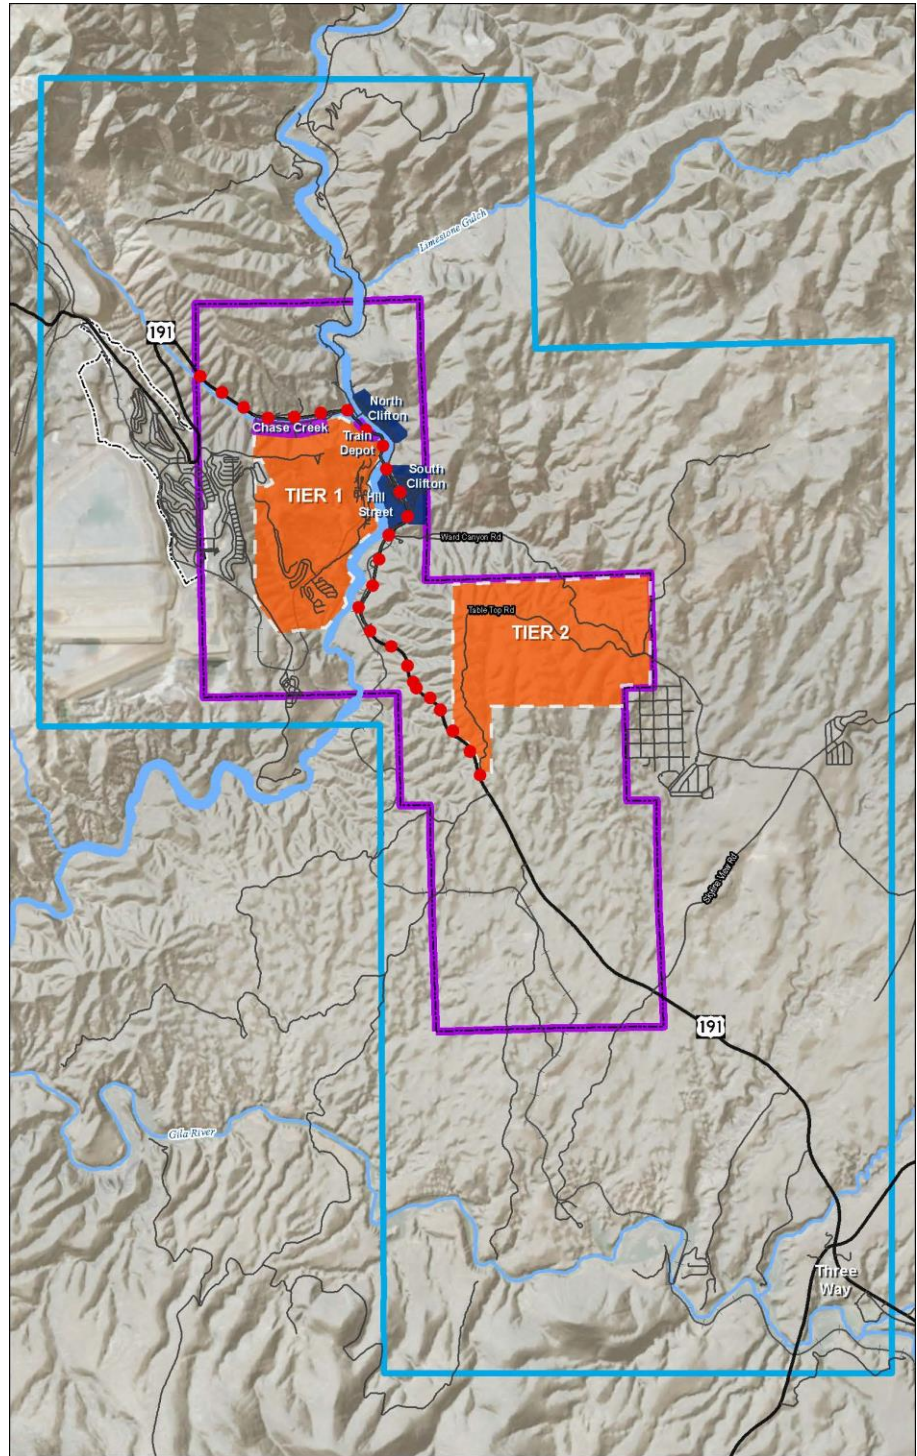 Limestone Gulch
191
North
Clifton
Chase Creek
Train
Depot
South
Clifton
TIER 1
Hill
Street
Ward Canyon Rd
Table Top Rd
TIER 2
Skyline View Rd
191
Gila River
Three
Way